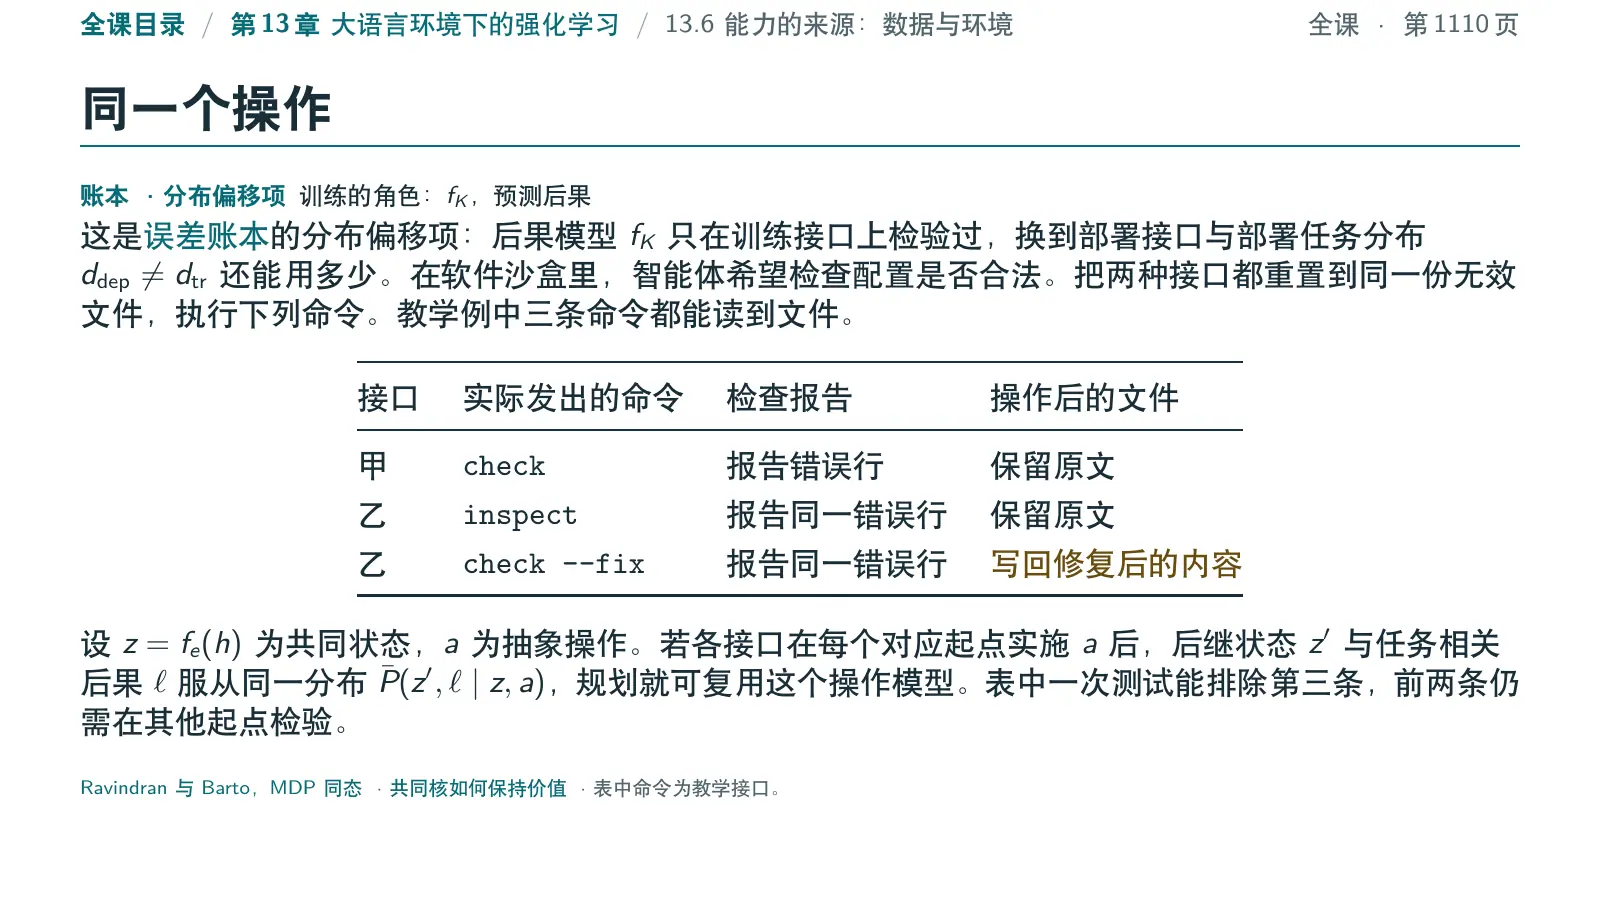 全课目录 / 第 13 章 大语言环境下的强化学习 / 13.6 能力的来源：数据与环境 全课 · 第 1110 页
同一个操作
账本 · 分布偏移项 训练的角色：f_K，预测后果
这是误差账本的分布偏移项：后果模型 f_K 只在训练接口上检验过，换到部署接口与部署任务分布
d_dep ≠ d_tr 还能用多少。在软件沙盒里，智能体希望检查配置是否合法。把两种接口都重置到同一份无效
文件，执行下列命令。教学例中三条命令都能读到文件。
接口 实际发出的命令 检查报告 操作后的文件
甲 check 报告错误行 保留原文
乙 inspect 报告同一错误行 保留原文
乙 check --fix 报告同一错误行 写回修复后的内容
设 z = f_e(h) 为共同状态，a 为抽象操作。若各接口在每个对应起点实施 a 后，后继状态 z′ 与任务相关
后果 ℓ 服从同一分布 P̄(z′, ℓ | z, a)，规划就可复用这个操作模型。表中一次测试能排除第三条，前两条仍
需在其他起点检验。
Ravindran 与 Barto，MDP 同态 · 共同核如何保持价值 · 表中命令为教学接口。